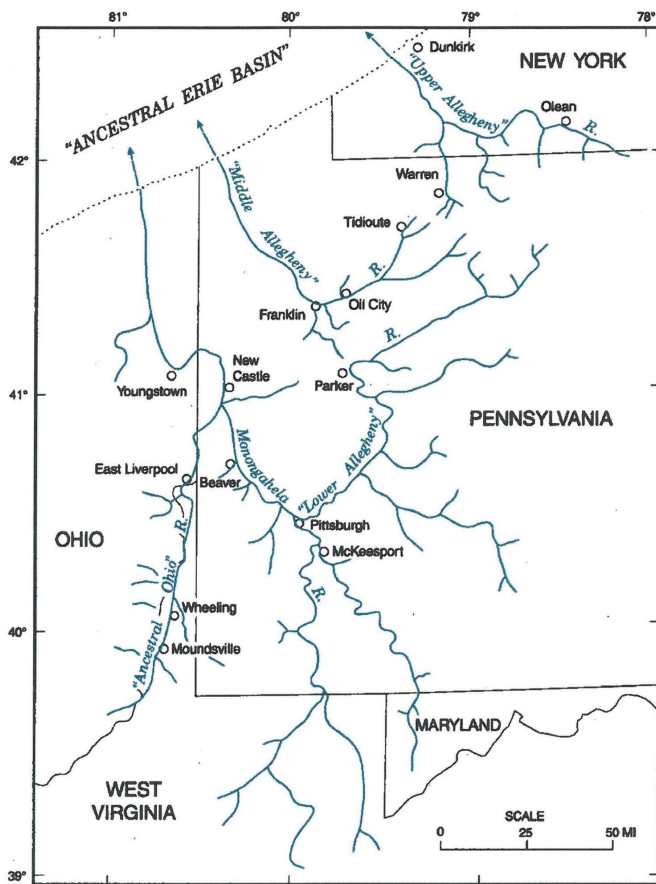 81°
80°
79°
78°
Dunkirk
NEW YORK
"Upper Allegheny"
R.
Olean
"ANCESTRAL ERIE BASIN"
42°
"Middle
Allegheny"
R.
Warren
Tidioute
Oil City
Franklin
R.
New
Castle
Parker
Youngstown
41°
PENNSYLVANIA
Monongahela
"Lower Allegheny"
East Liverpool
Beaver
Pittsburgh
OHIO
R.
McKeesport
R.
Wheeling
"Ancestral Ohio"
40°
Moundsville
MARYLAND
WEST
VIRGINIA
SCALE
0 25 50 MI
39°